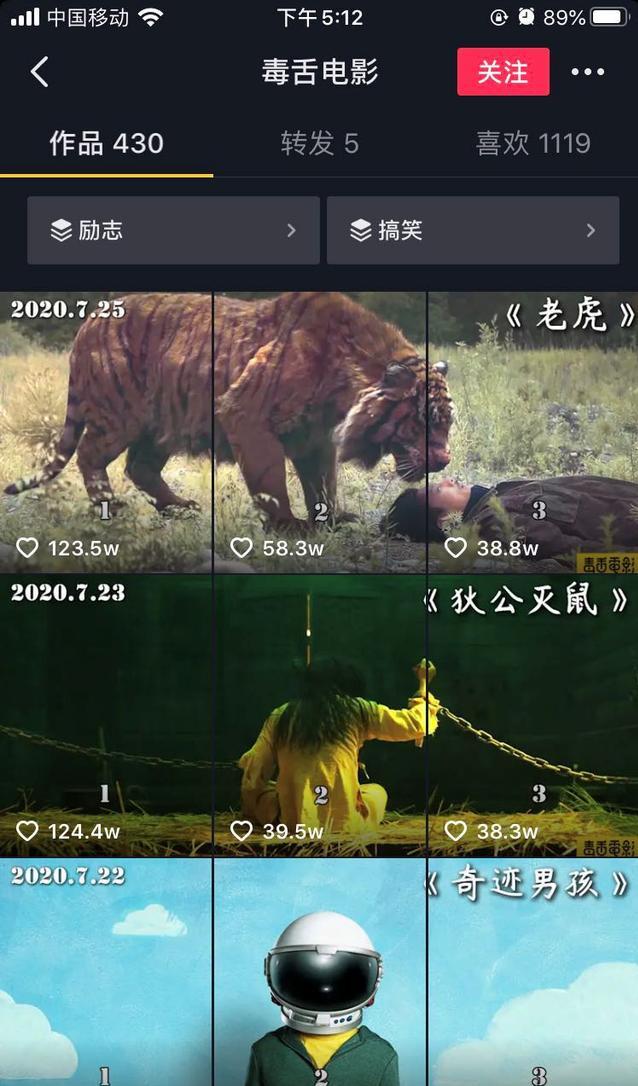 中国移动 下午5:12 89%
毒舌电影 关注
作品 430 转发 5 喜欢 1119
励志 搞笑
2020.7.25 《老虎》
1 2 3
123.5w 58.3w 38.8w
毒舌電影
2020.7.23 《狄公灭鼠》
1 2 3
124.4w 39.5w 38.3w
毒舌電影
2020.7.22 《奇迹男孩》
1 2 3